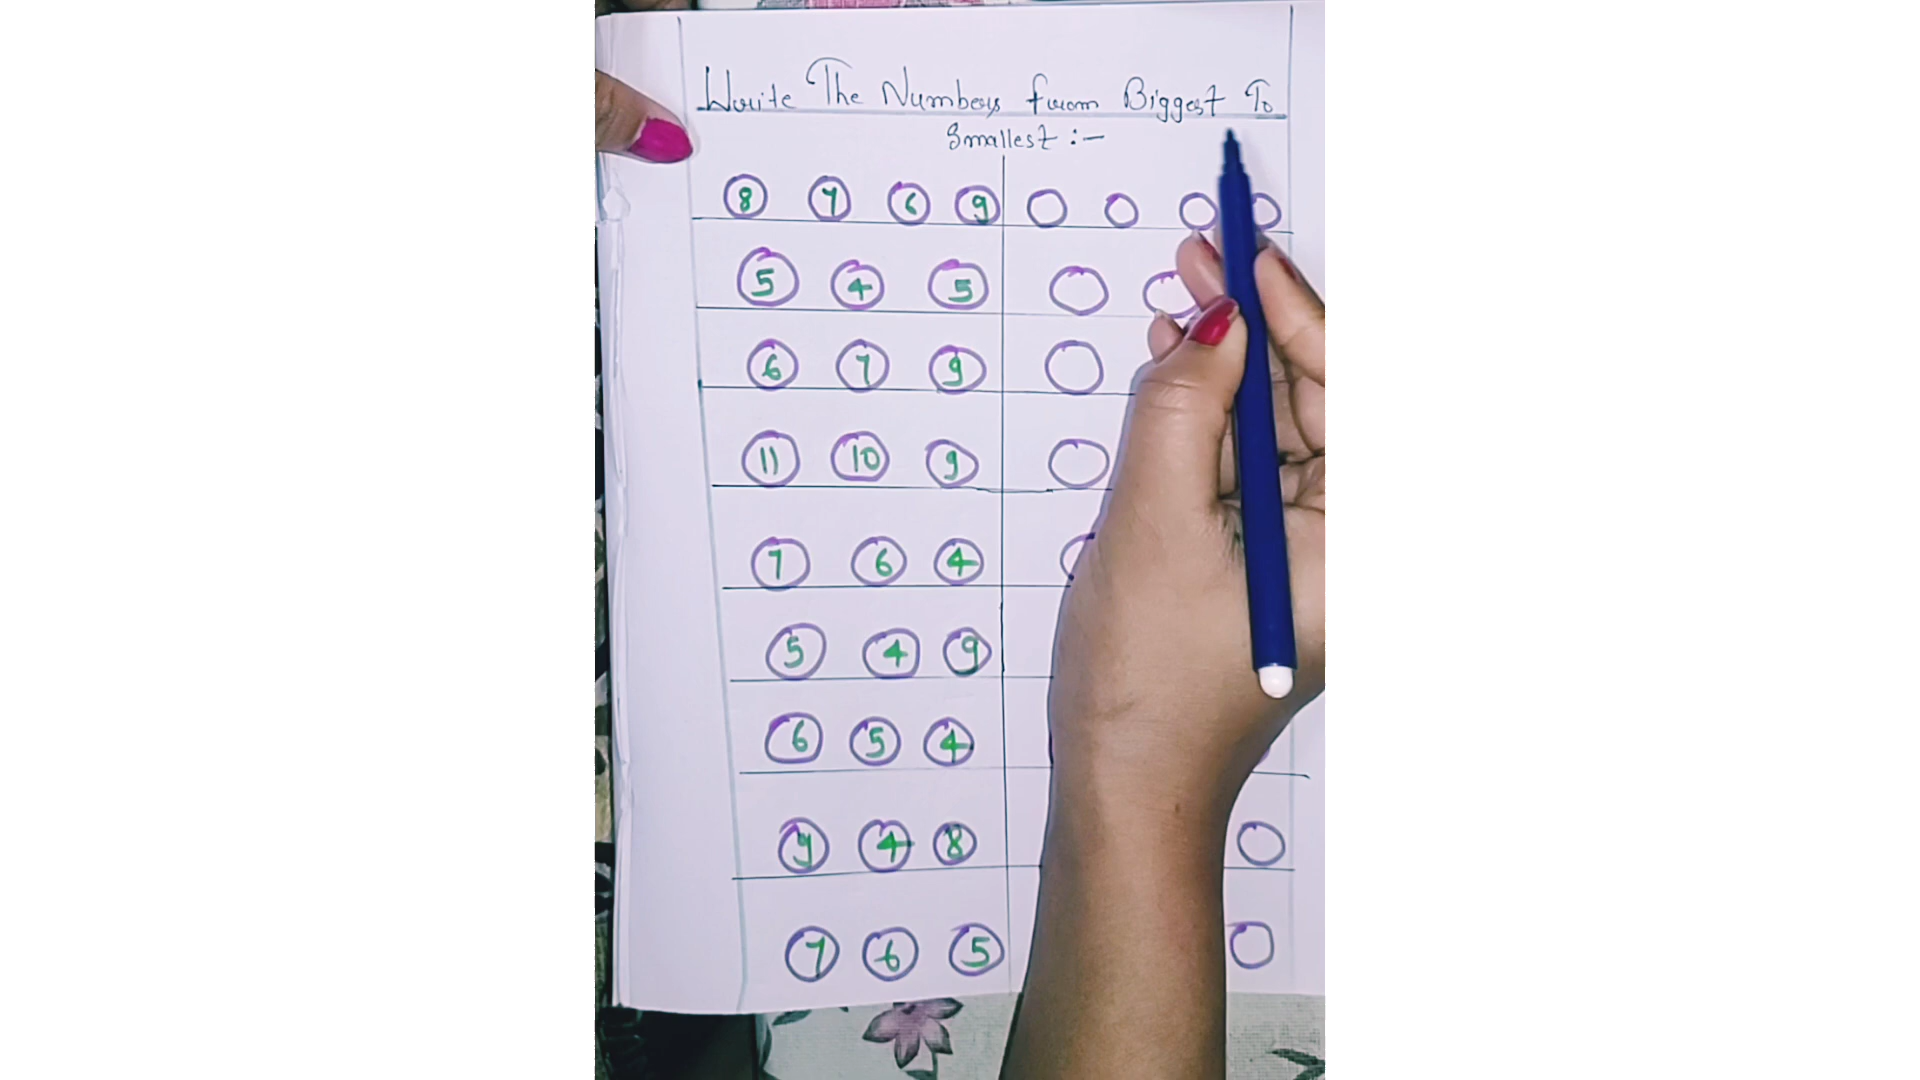 Write The Numbers from Biggest To
Smallest :-
8 7 6 9
5 4 5
6 7 9
11 10 9
7 6 4
5 4 9
6 5 4
9 4 8
7 6 5